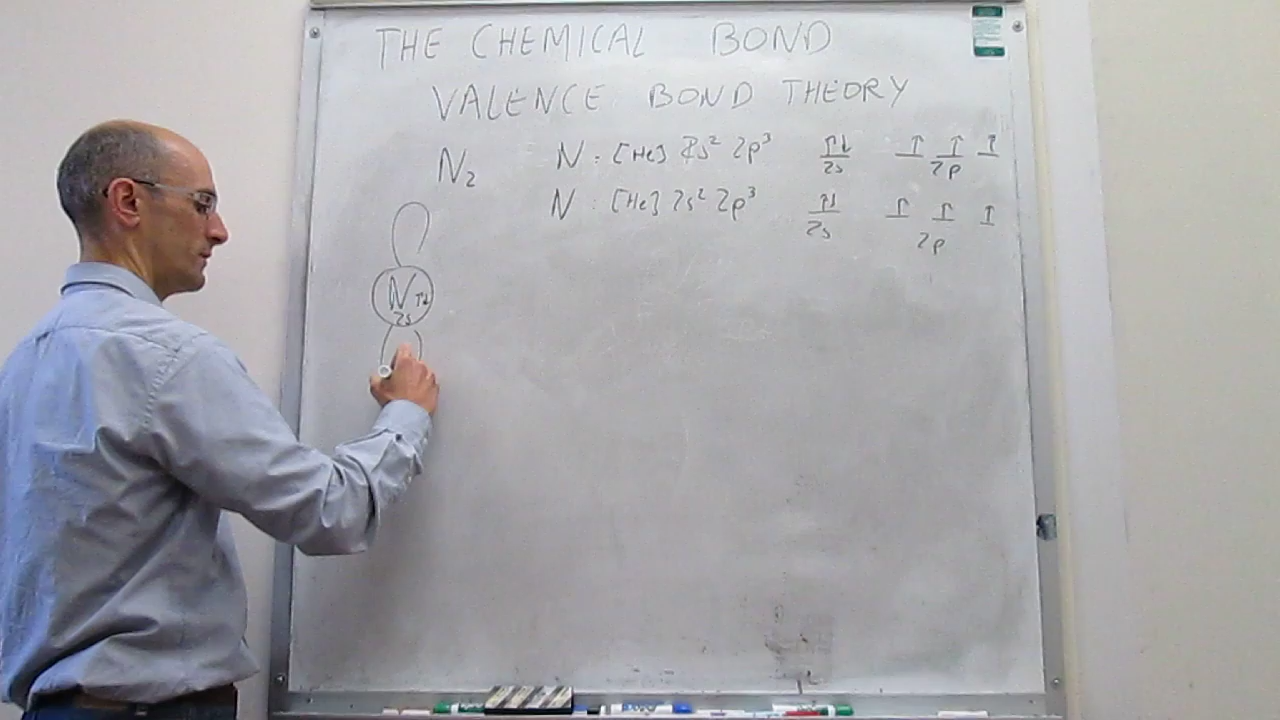 THE CHEMICAL BOND
VALENCE BOND THEORY
N₂ N : [He] 2s² 2p³ ↑↓ ↑ ↑ ↑
2s 2p
N : [He] 2s² 2p³ ↑↓ ↑ ↑ ↑
2s 2p
N ↑↓
2s